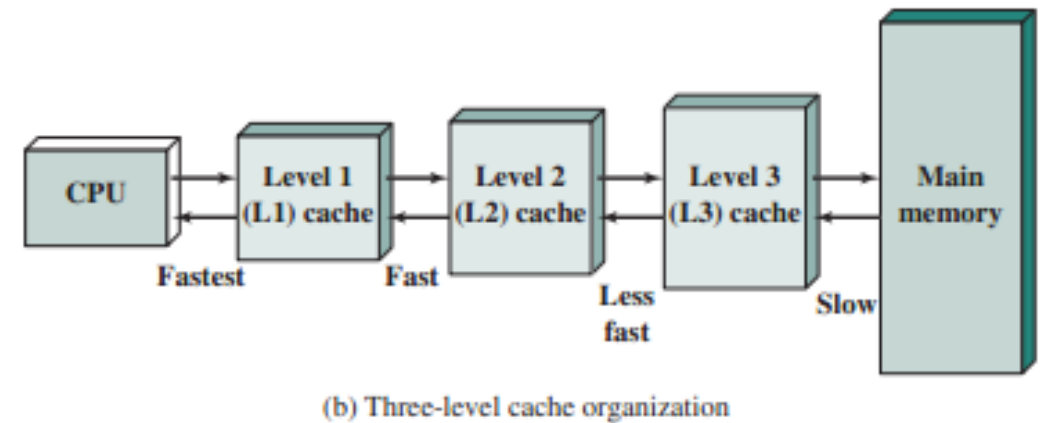 CPU
Level 1
(L1) cache
Level 2
(L2) cache
Level 3
(L3) cache
Main
memory
Fastest
Fast
Less
fast
Slow
(b) Three-level cache organization